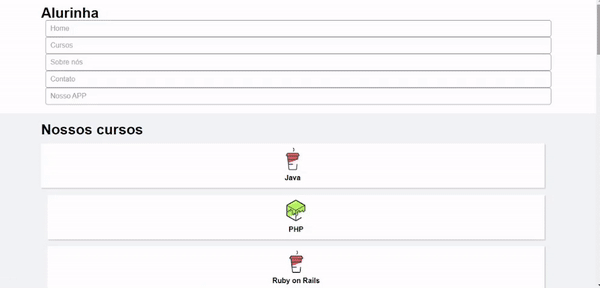 Alurinha
Home
Cursos
Sobre nós
Contato
Nosso APP
Nossos cursos
Java
PHP
Ruby on Rails